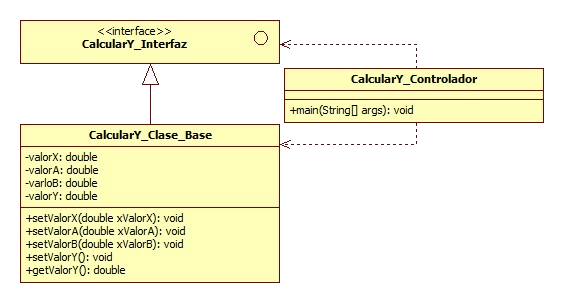 <<interface>>
CalcularY_Interfaz
CalcularY_Controlador
+main(String[] args): void
CalcularY_Clase_Base
-valorX: double
-valorA: double
-varloB: double
-valorY: double
+setValorX(double xValorX): void
+setValorA(double xValorA): void
+setValorB(double xValorB): void
+setValorY(): void
+getValorY(): double